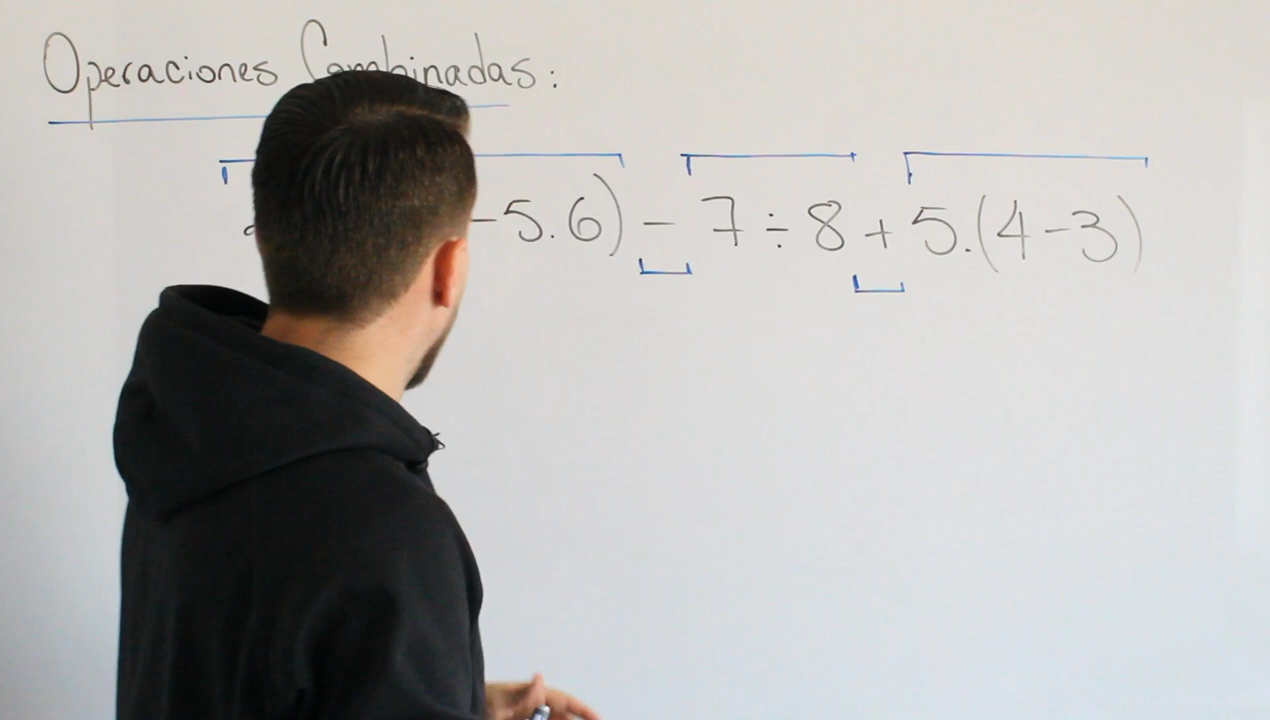 Operaciones Combinadas:
-5.6) - 7 ÷ 8 + 5.(4-3)